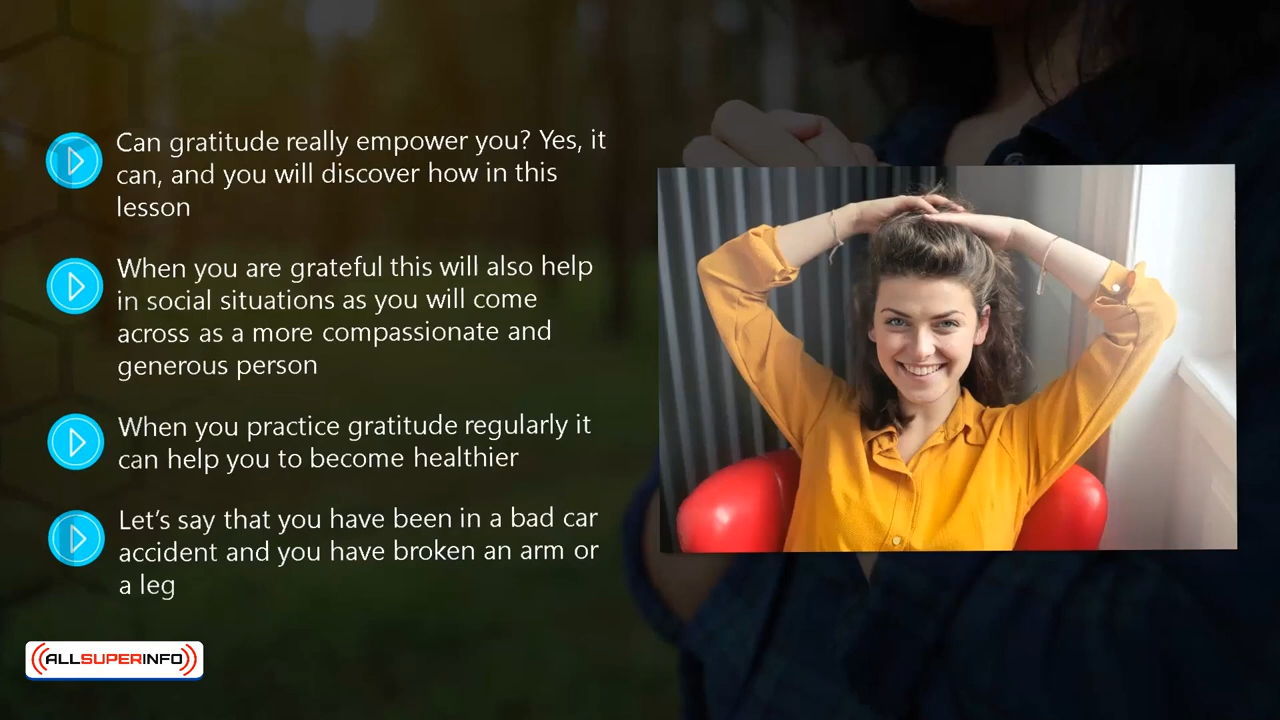 Can gratitude really empower you? Yes, it
can, and you will discover how in this
lesson
When you are grateful this will also help
in social situations as you will come
across as a more compassionate and
generous person
When you practice gratitude regularly it
can help you to become healthier
Let's say that you have been in a bad car
accident and you have broken an arm or
a leg
ALLSUPERINFO